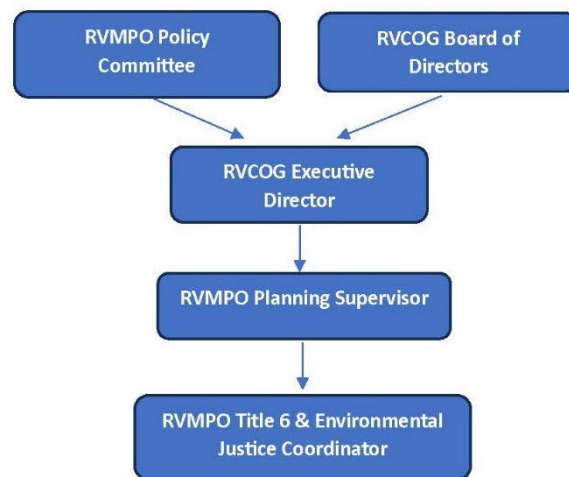 RVMPO Policy
Committee
RVCOG Board of
Directors
RVCOG Executive
Director
RVMPO Planning Supervisor
RVMPO Title 6 & Environmental
Justice Coordinator